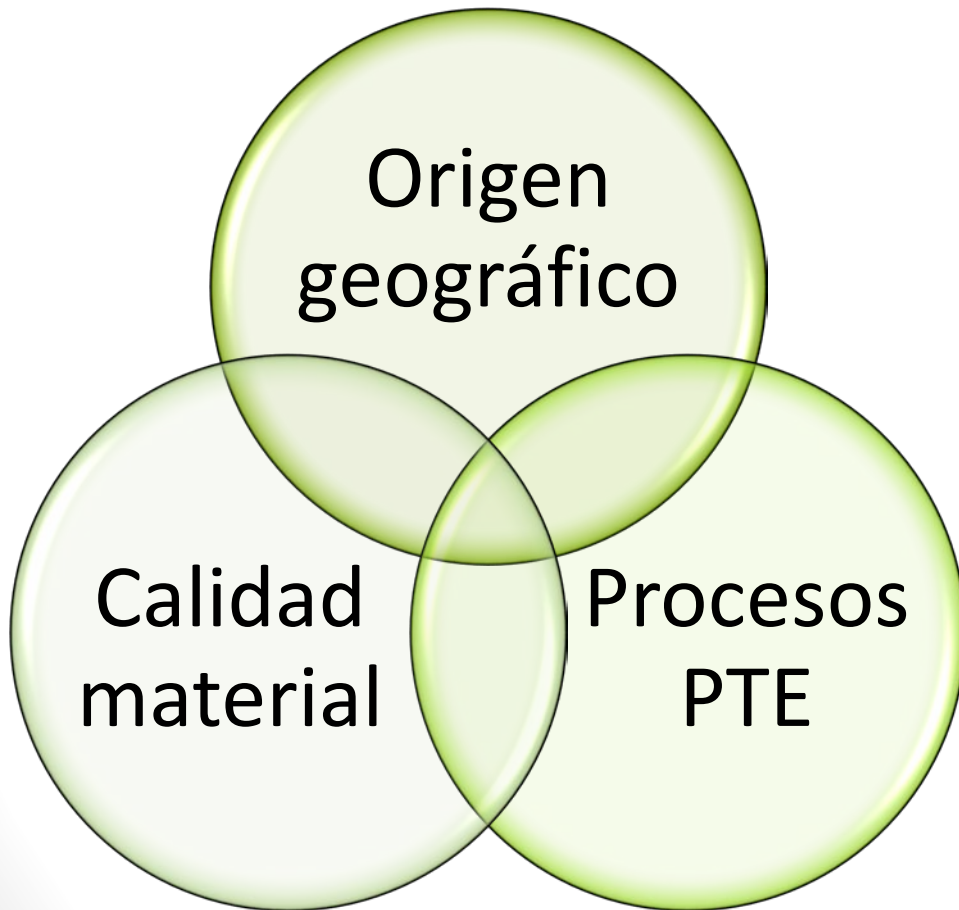 Origen
geográfico
Calidad
material
Procesos
PTE